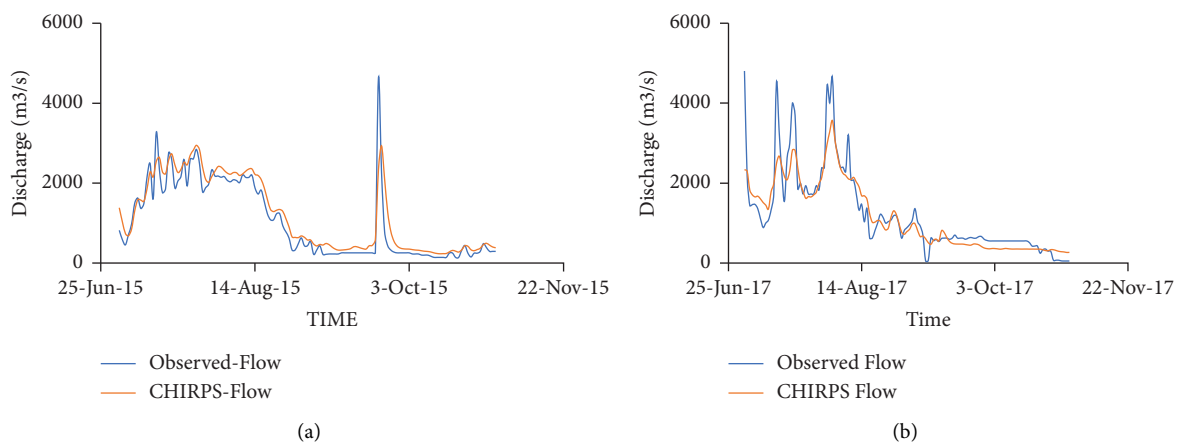 6000
4000
2000
0
Discharge (m3/s)
25-Jun-15
14-Aug-15
3-Oct-15
22-Nov-15
TIME
Observed-Flow
CHIRPS-Flow
(a)
6000
4000
2000
0
Discharge (m3/s)
25-Jun-17
14-Aug-17
3-Oct-17
22-Nov-17
Time
Observed Flow
CHIRPS Flow
(b)